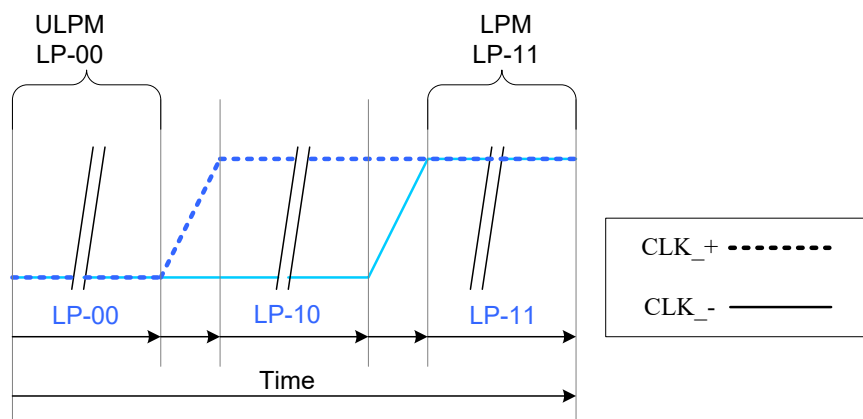 ULPM
LP-00
LPM
LP-11
CLK_+
CLK_-
LP-00
LP-10
LP-11
Time